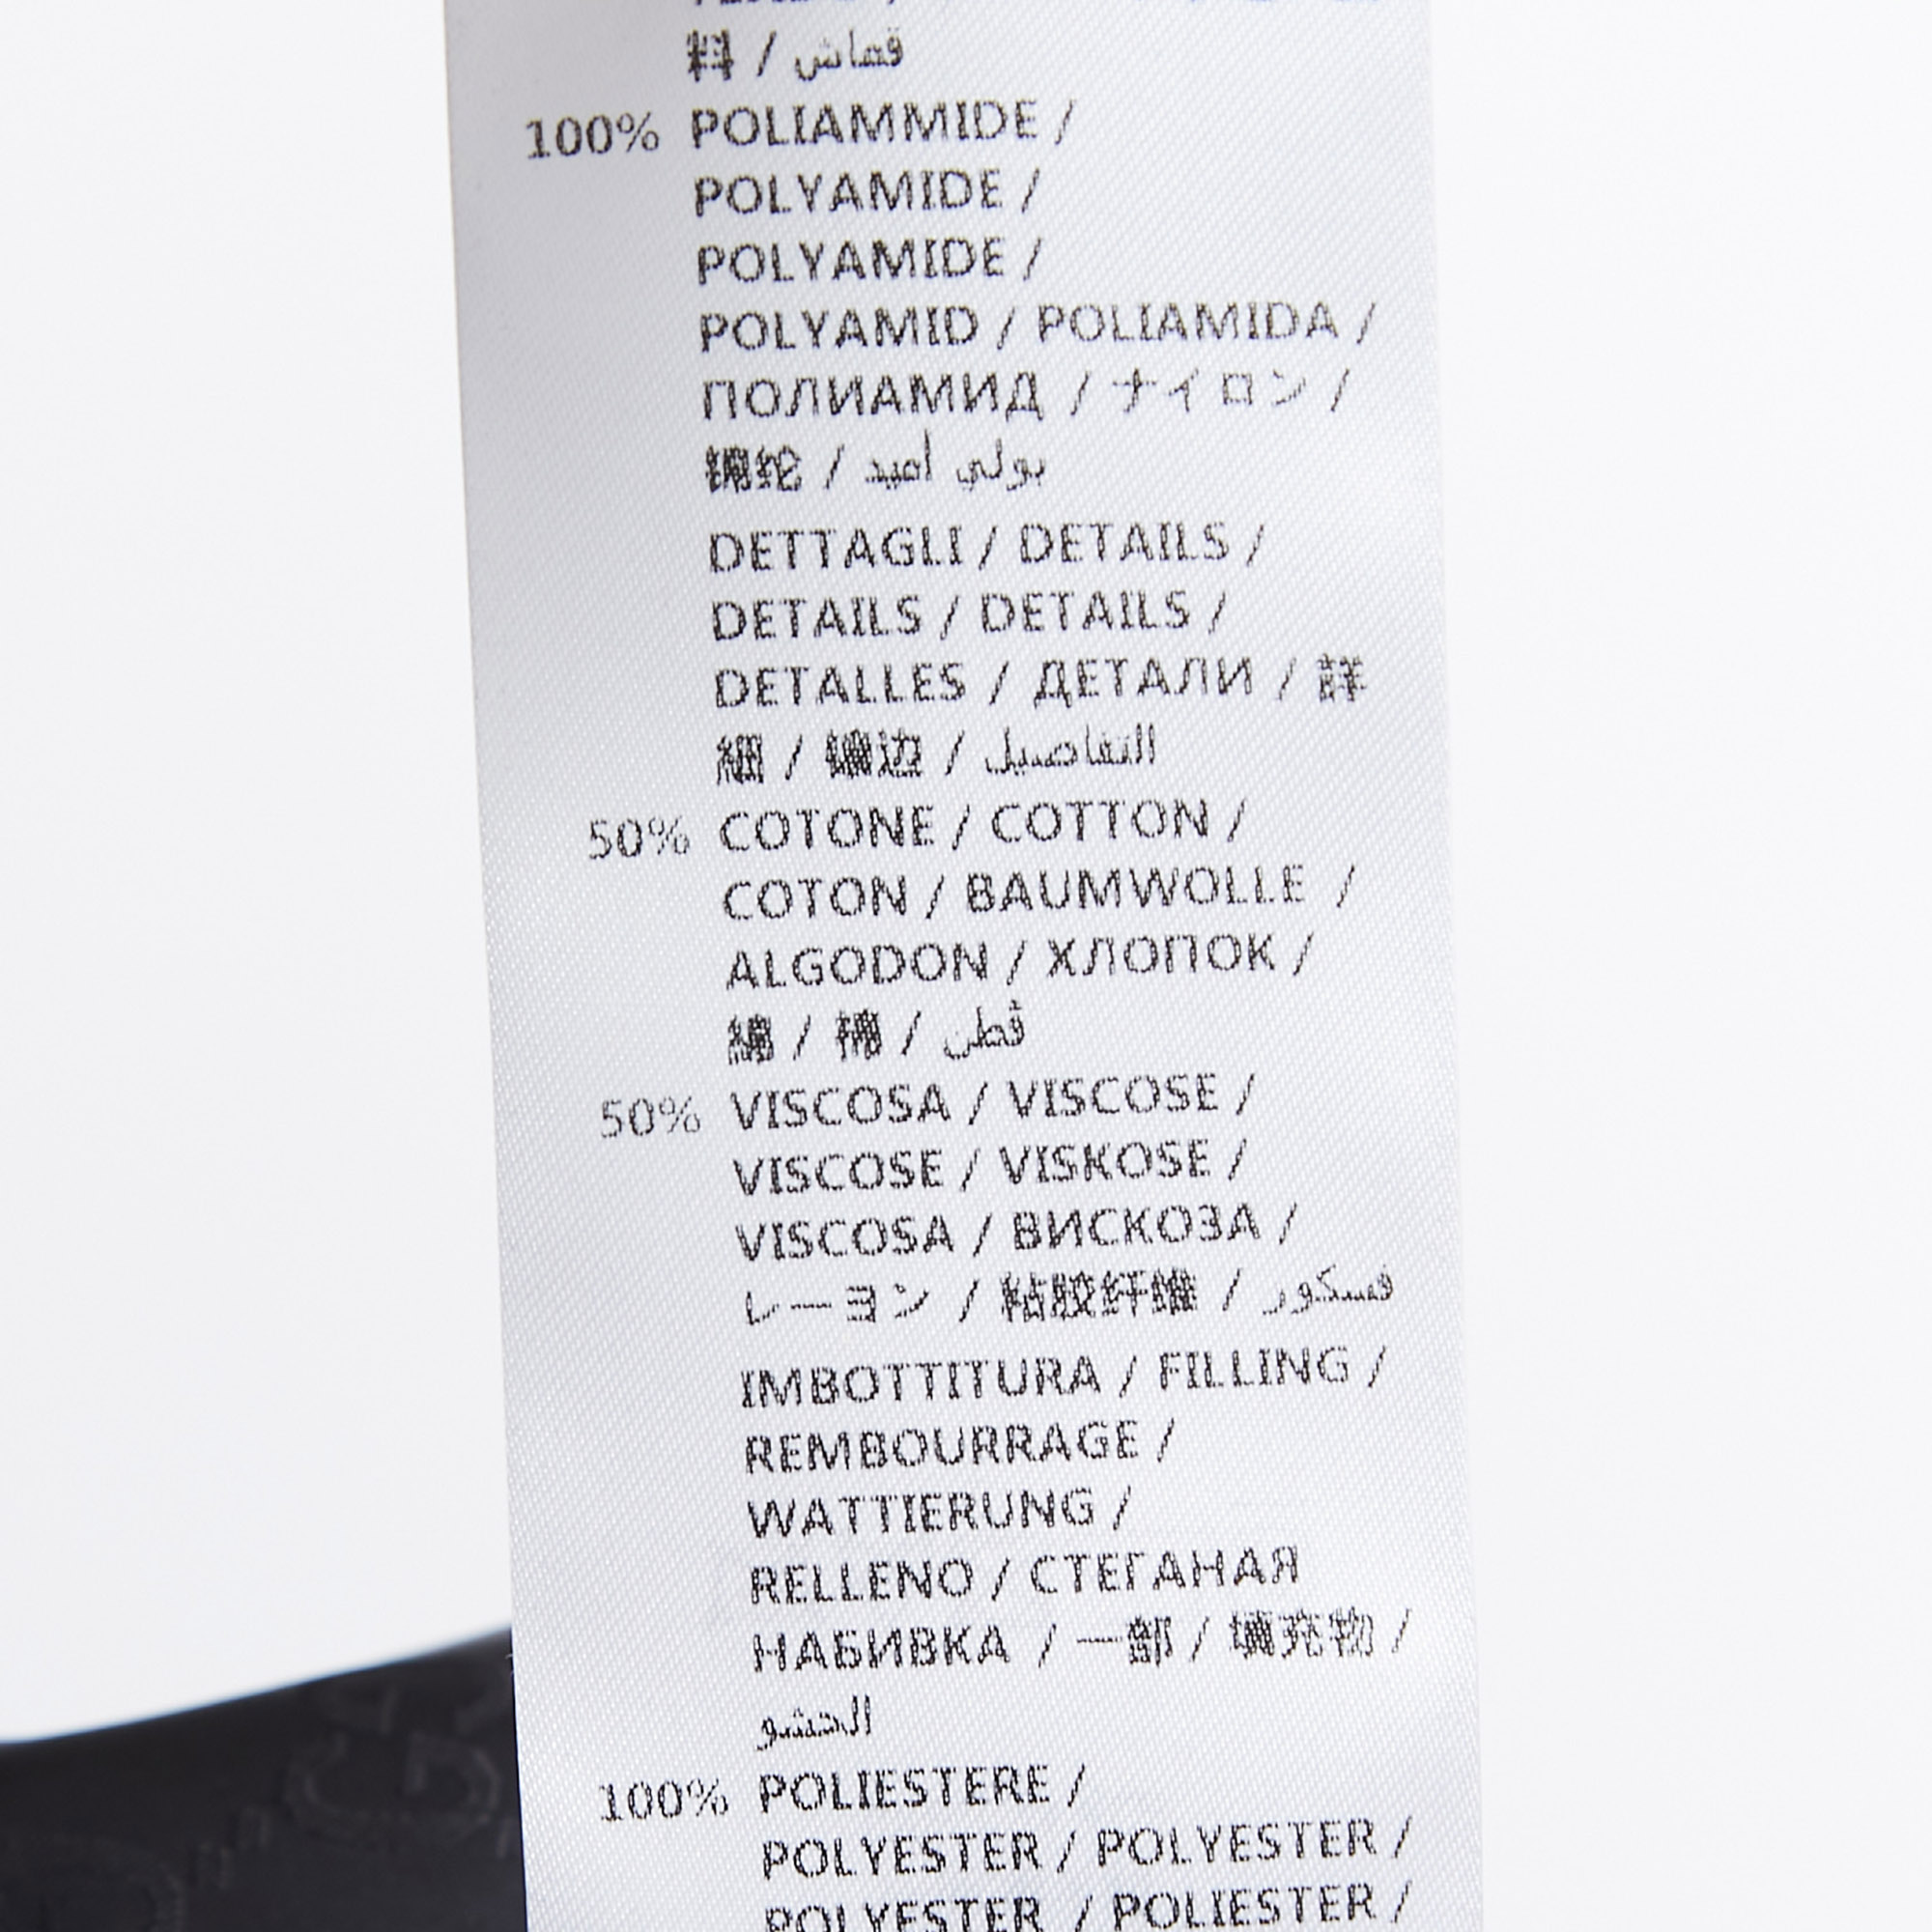 料 / قماش
100% POLIAMMIDE /
POLYAMIDE /
POLYAMIDE /
POLYAMID / POLIAMIDA /
ПОЛИАМИД / ナイロン /
锦纶 / بولي أميد
DETTAGLI / DETAILS /
DETAILS / DETAILS /
DETALLES / ДЕТАЛИ / 詳
細 / 镶边 / التفاصيل
50% COTONE / COTTON /
COTON / BAUMWOLLE /
ALGODON / ХЛОПОК /
綿 / 棉 / قطن
50% VISCOSA / VISCOSE /
VISCOSE / VISKOSE /
VISCOSA / ВИСКОЗА /
レーヨン / 粘胶纤维 / فسكوز
IMBOTTITURA / FILLING /
REMBOURRAGE /
WATTIERUNG /
RELLENO / СТЕГАНАЯ
НАБИВКА / 一部 / 填充物 /
الحشو
100% POLIESTERE /
POLYESTER / POLYESTER /
POLYESTER / POLIESTER /